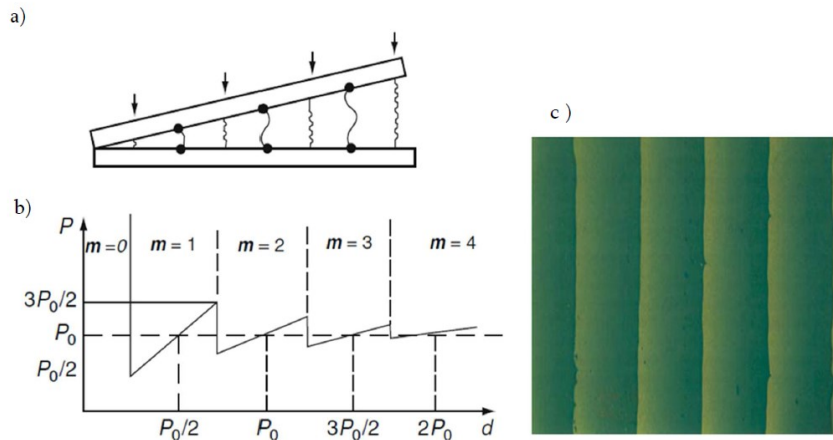 a)
c )
b)
P
m=0 m = 1 m = 2 m = 3 m = 4
3P₀/2
P₀
P₀/2
P₀/2 P₀ 3P₀/2 2P₀ d